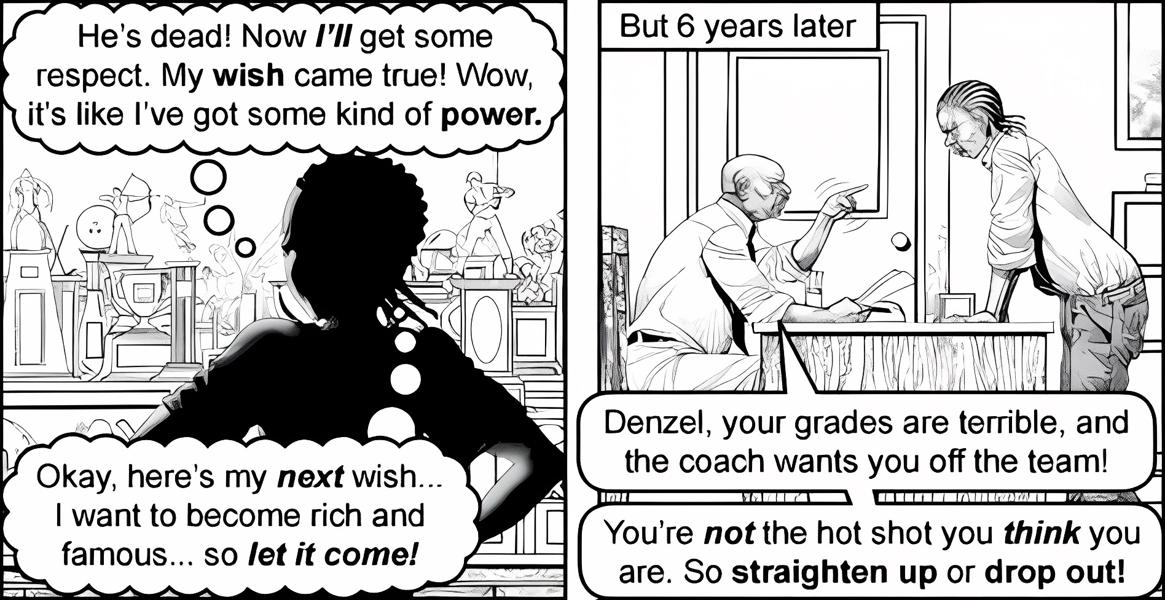 He's dead! Now I'll get some
respect. My wish came true! Wow,
it's like I've got some kind of power.
Okay, here's my next wish...
I want to become rich and
famous... so let it come!
But 6 years later
Denzel, your grades are terrible, and
the coach wants you off the team!
You're not the hot shot you think you
are. So straighten up or drop out!